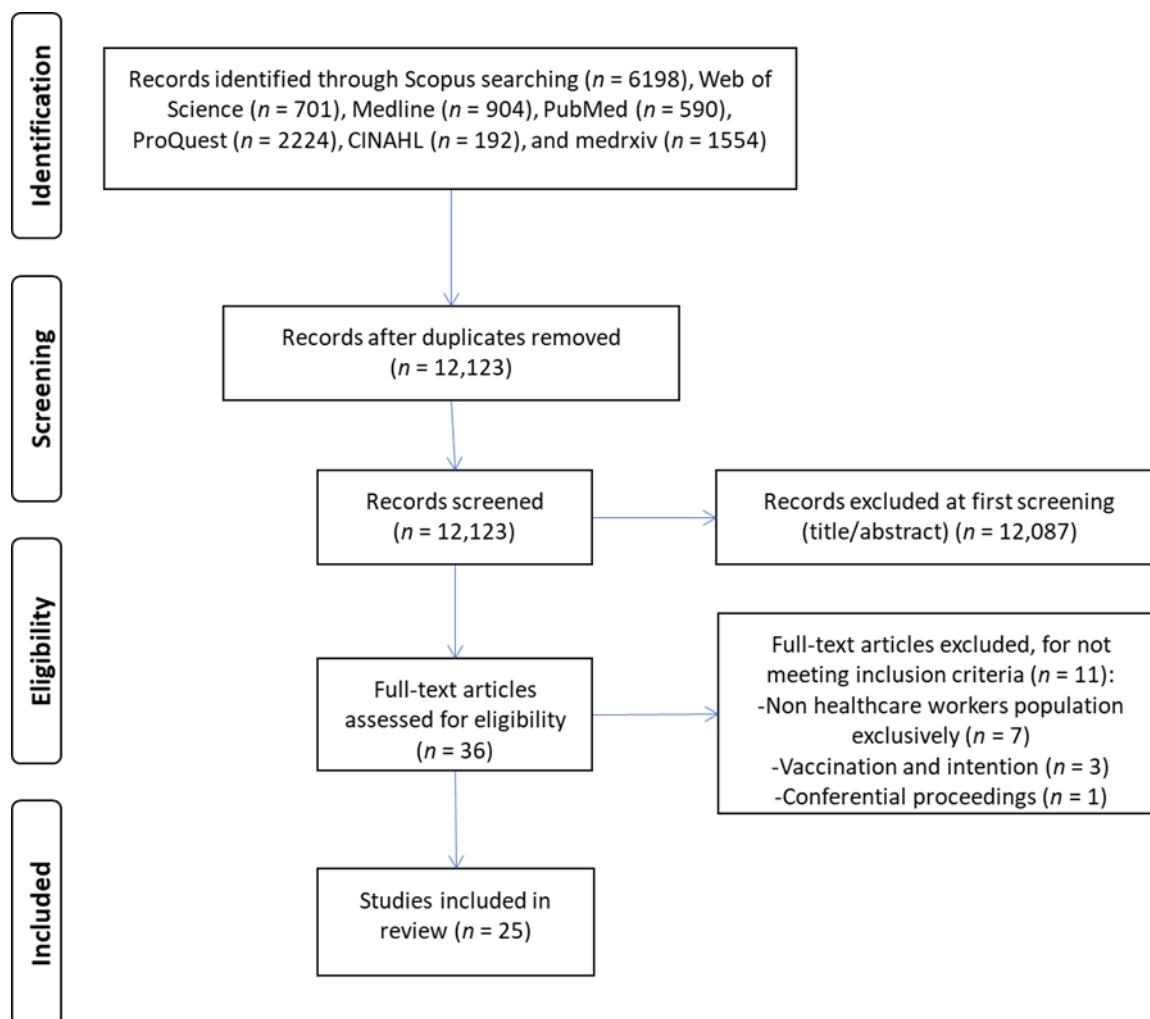 Identification
Records identified through Scopus searching (n = 6198), Web of
Science (n = 701), Medline (n = 904), PubMed (n = 590),
ProQuest (n = 2224), CINAHL (n = 192), and medrxiv (n = 1554)
Screening
Records after duplicates removed
(n = 12,123)
Records screened
(n = 12,123)
Records excluded at first screening
(title/abstract) (n = 12,087)
Eligibility
Full-text articles
assessed for eligibility
(n = 36)
Full-text articles excluded, for not
meeting inclusion criteria (n = 11):
-Non healthcare workers population
exclusively (n = 7)
-Vaccination and intention (n = 3)
-Conferential proceedings (n = 1)
Included
Studies included in
review (n = 25)